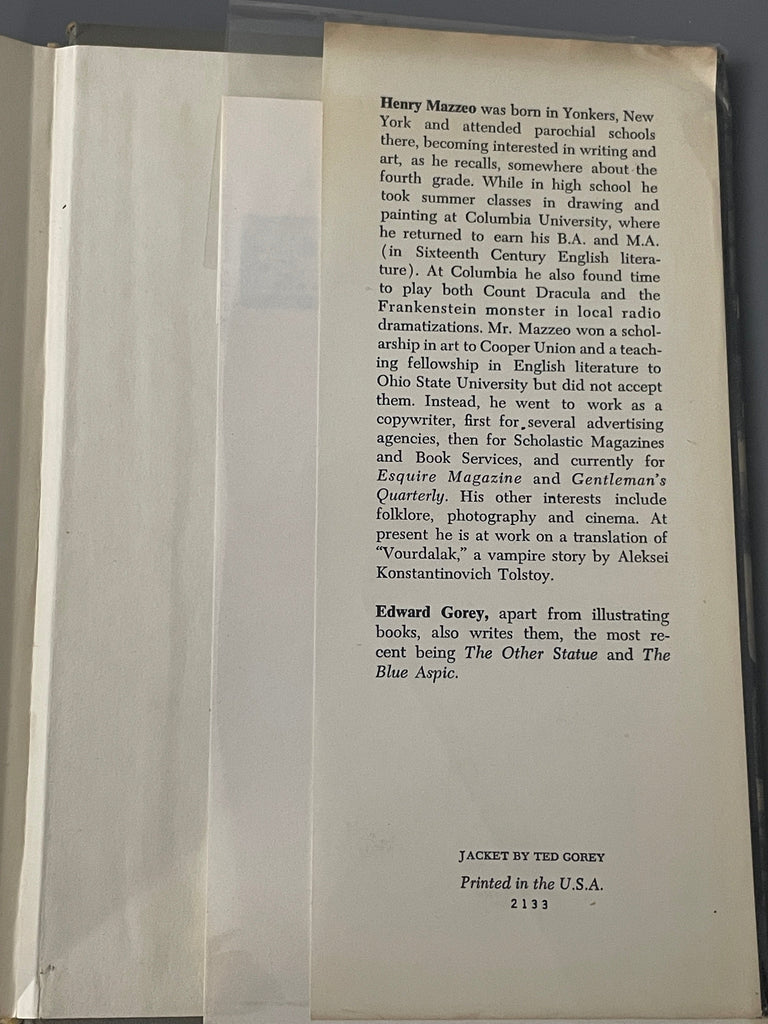 Henry Mazzeo was born in Yonkers, New
York and attended parochial schools
there, becoming interested in writing and
art, as he recalls, somewhere about the
fourth grade. While in high school he
took summer classes in drawing and
painting at Columbia University, where
he returned to earn his B.A. and M.A.
(in Sixteenth Century English litera-
ture). At Columbia he also found time
to play both Count Dracula and the
Frankenstein monster in local radio
dramatizations. Mr. Mazzeo won a schol-
arship in art to Cooper Union and a teach-
ing fellowship in English literature to
Ohio State University but did not accept
them. Instead, he went to work as a
copywriter, first for several advertising
agencies, then for Scholastic Magazines
and Book Services, and currently for
Esquire Magazine and Gentleman's
Quarterly. His other interests include
folklore, photography and cinema. At
present he is at work on a translation of
"Vourdalak," a vampire story by Aleksei
Konstantinovich Tolstoy.
Edward Gorey, apart from illustrating
books, also writes them, the most re-
cent being The Other Statue and The
Blue Aspic.
JACKET BY TED GOREY
Printed in the U.S.A.
2133